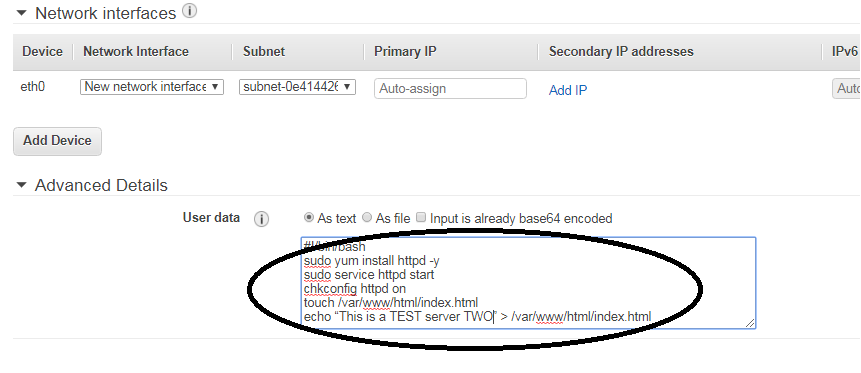 Network interfaces
Device Network Interface Subnet Primary IP Secondary IP addresses IPv6
eth0 New network interface subnet-0e414426 Auto-assign Add IP Auto
Add Device
Advanced Details
User data As text As file Input is already base64 encoded
#!/bin/bash
sudo yum install httpd -y
sudo service httpd start
chkconfig httpd on
touch /var/www/html/index.html
echo “This is a TEST server TWO” > /var/www/html/index.html